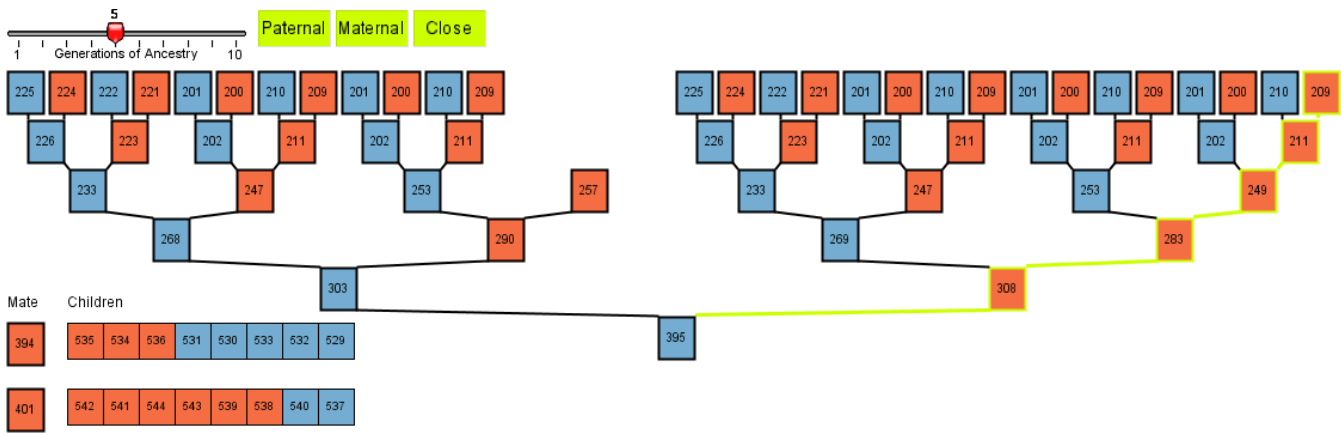 5
Paternal Maternal Close
1 Generations of Ancestry 10
225 224 222 221 201 200 210 209 201 200 210 209 225 224 222 221 201 200 210 209 201 200 210 209 201 200 210 209
226 223 202 211 202 211 226 223 202 211 202 211 202 211
233 247 253 257 233 247 253 249
268 290 269 283
303 308
Mate Children
395
394 535 534 536 531 530 533 532 529
401 542 541 544 543 539 538 540 537